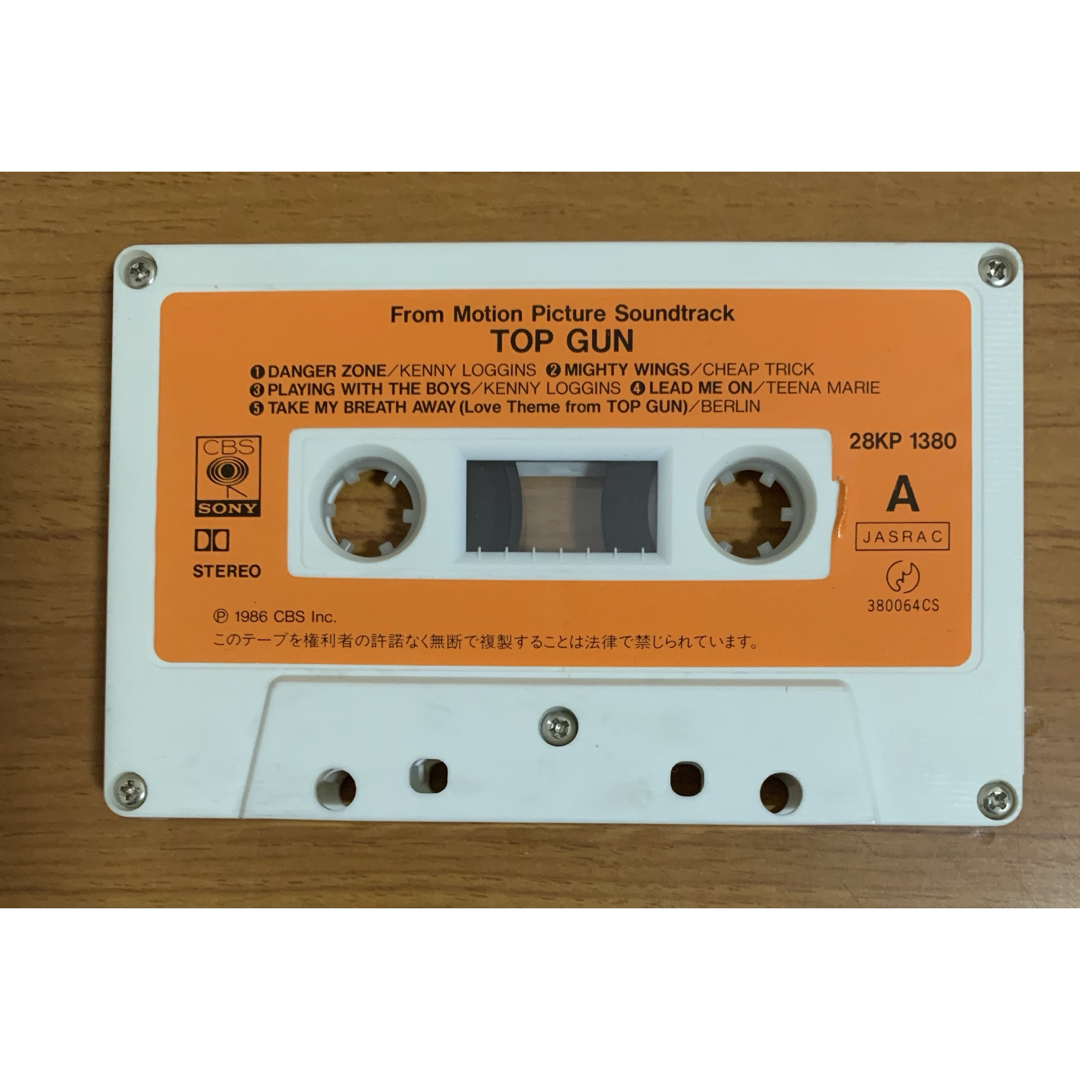 From Motion Picture Soundtrack
TOP GUN
❶DANGER ZONE/KENNY LOGGINS ❷MIGHTY WINGS/CHEAP TRICK
❸PLAYING WITH THE BOYS/KENNY LOGGINS ❹LEAD ME ON/TEENA MARIE
❺TAKE MY BREATH AWAY(Love Theme from TOP GUN)/BERLIN
28KP 1380
CBS
SONY
A
JASRAC
STEREO
380064CS
℗ 1986 CBS Inc.
このテープを権利者の許諾なく無断で複製することは法律で禁じられています。